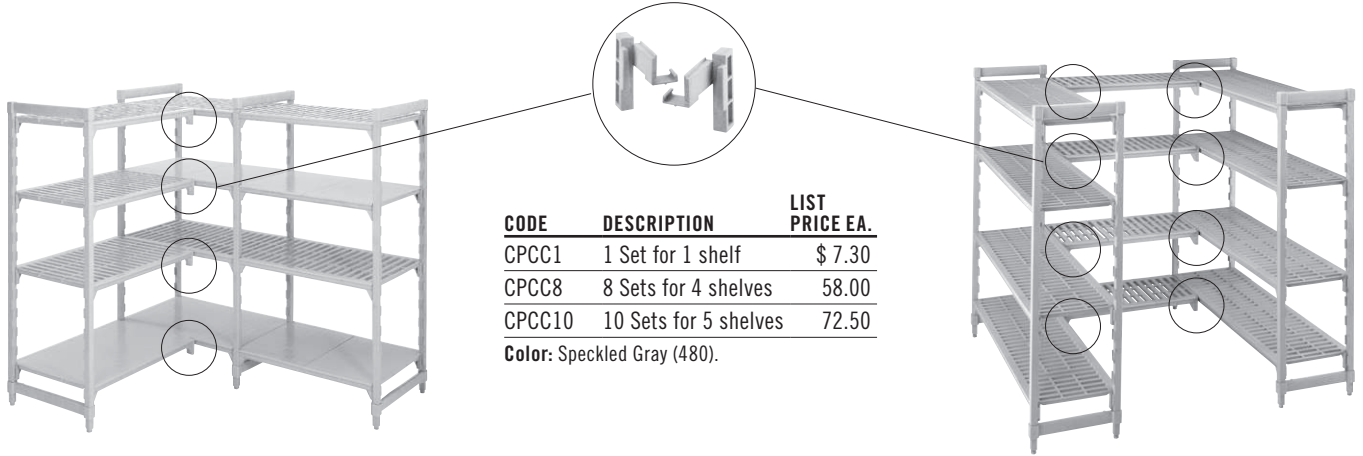 LIST
CODE DESCRIPTION PRICE EA.
CPCC1 1 Set for 1 shelf $ 7.30
CPCC8 8 Sets for 4 shelves 58.00
CPCC10 10 Sets for 5 shelves 72.50
Color: Speckled Gray (480).